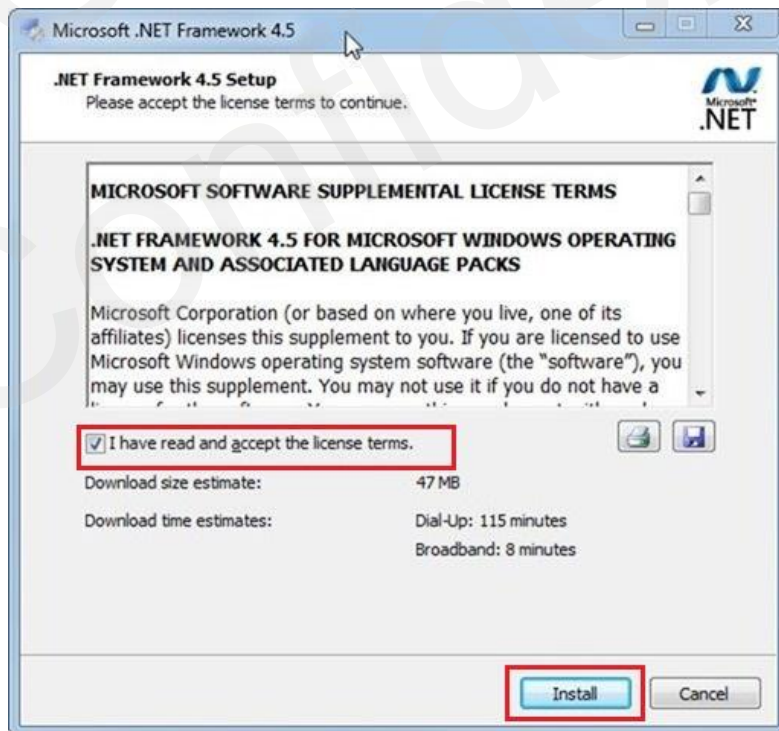 Microsoft .NET Framework 4.5
.NET Framework 4.5 Setup
Please accept the license terms to continue.
Microsoft®
.NET
MICROSOFT SOFTWARE SUPPLEMENTAL LICENSE TERMS
.NET FRAMEWORK 4.5 FOR MICROSOFT WINDOWS OPERATING
SYSTEM AND ASSOCIATED LANGUAGE PACKS
Microsoft Corporation (or based on where you live, one of its
affiliates) licenses this supplement to you. If you are licensed to use
Microsoft Windows operating system software (the “software”), you
may use this supplement. You may not use it if you do not have a
I have read and accept the license terms.
Download size estimate: 47 MB
Download time estimates: Dial-Up: 115 minutes
Broadband: 8 minutes
Install Cancel